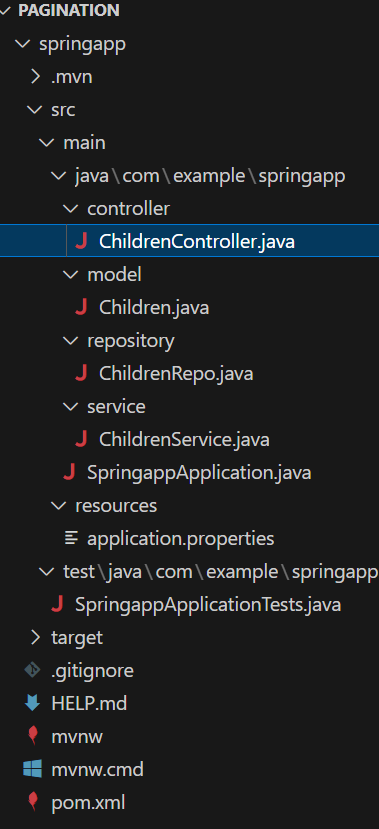 PAGINATION
springapp
.mvn
src
main
java\com\example\springapp
controller
ChildrenController.java
model
Children.java
repository
ChildrenRepo.java
service
ChildrenService.java
SpringappApplication.java
resources
application.properties
test\java\com\example\springapp
SpringappApplicationTests.java
target
.gitignore
HELP.md
mvnw
mvnw.cmd
pom.xml